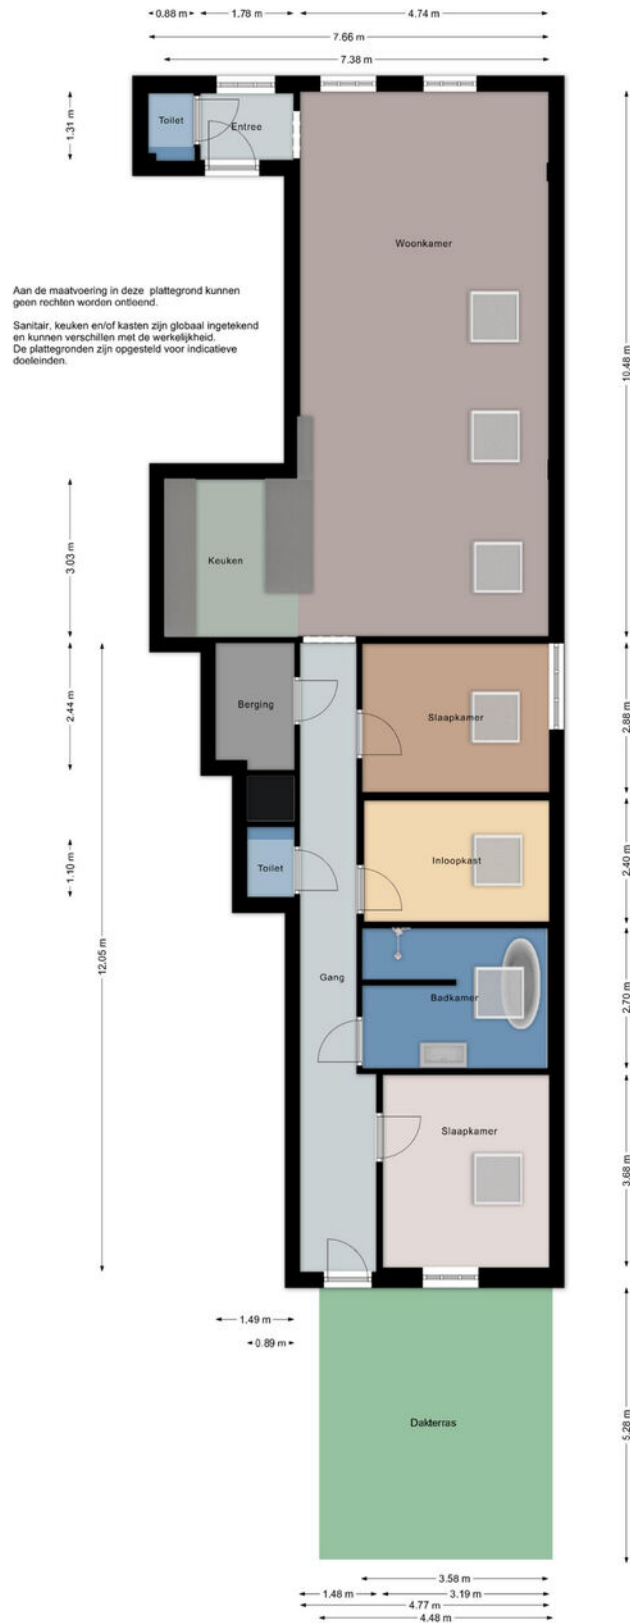 0.88 m
1.78 m
4.74 m
7.66 m
7.38 m
1.31 m
Toilet
Entree
Woonkamer
10.48 m
Aan de maatvoering in deze plattegrond kunnen
geen rechten worden ontleend.
Sanitair, keuken en/of kasten zijn globaal ingetekend
en kunnen verschillen met de werkelijkheid.
De plattegronden zijn opgesteld voor indicatieve
doeleinden.
3.03 m
Keuken
2.44 m
Berging
Slaapkamer
2.88 m
1.10 m
Toilet
Inloopkast
2.40 m
12.05 m
Gang
Badkamer
2.70 m
Slaapkamer
3.68 m
1.49 m
0.89 m
Dakterras
5.28 m
3.58 m
1.48 m
3.19 m
4.77 m
4.48 m